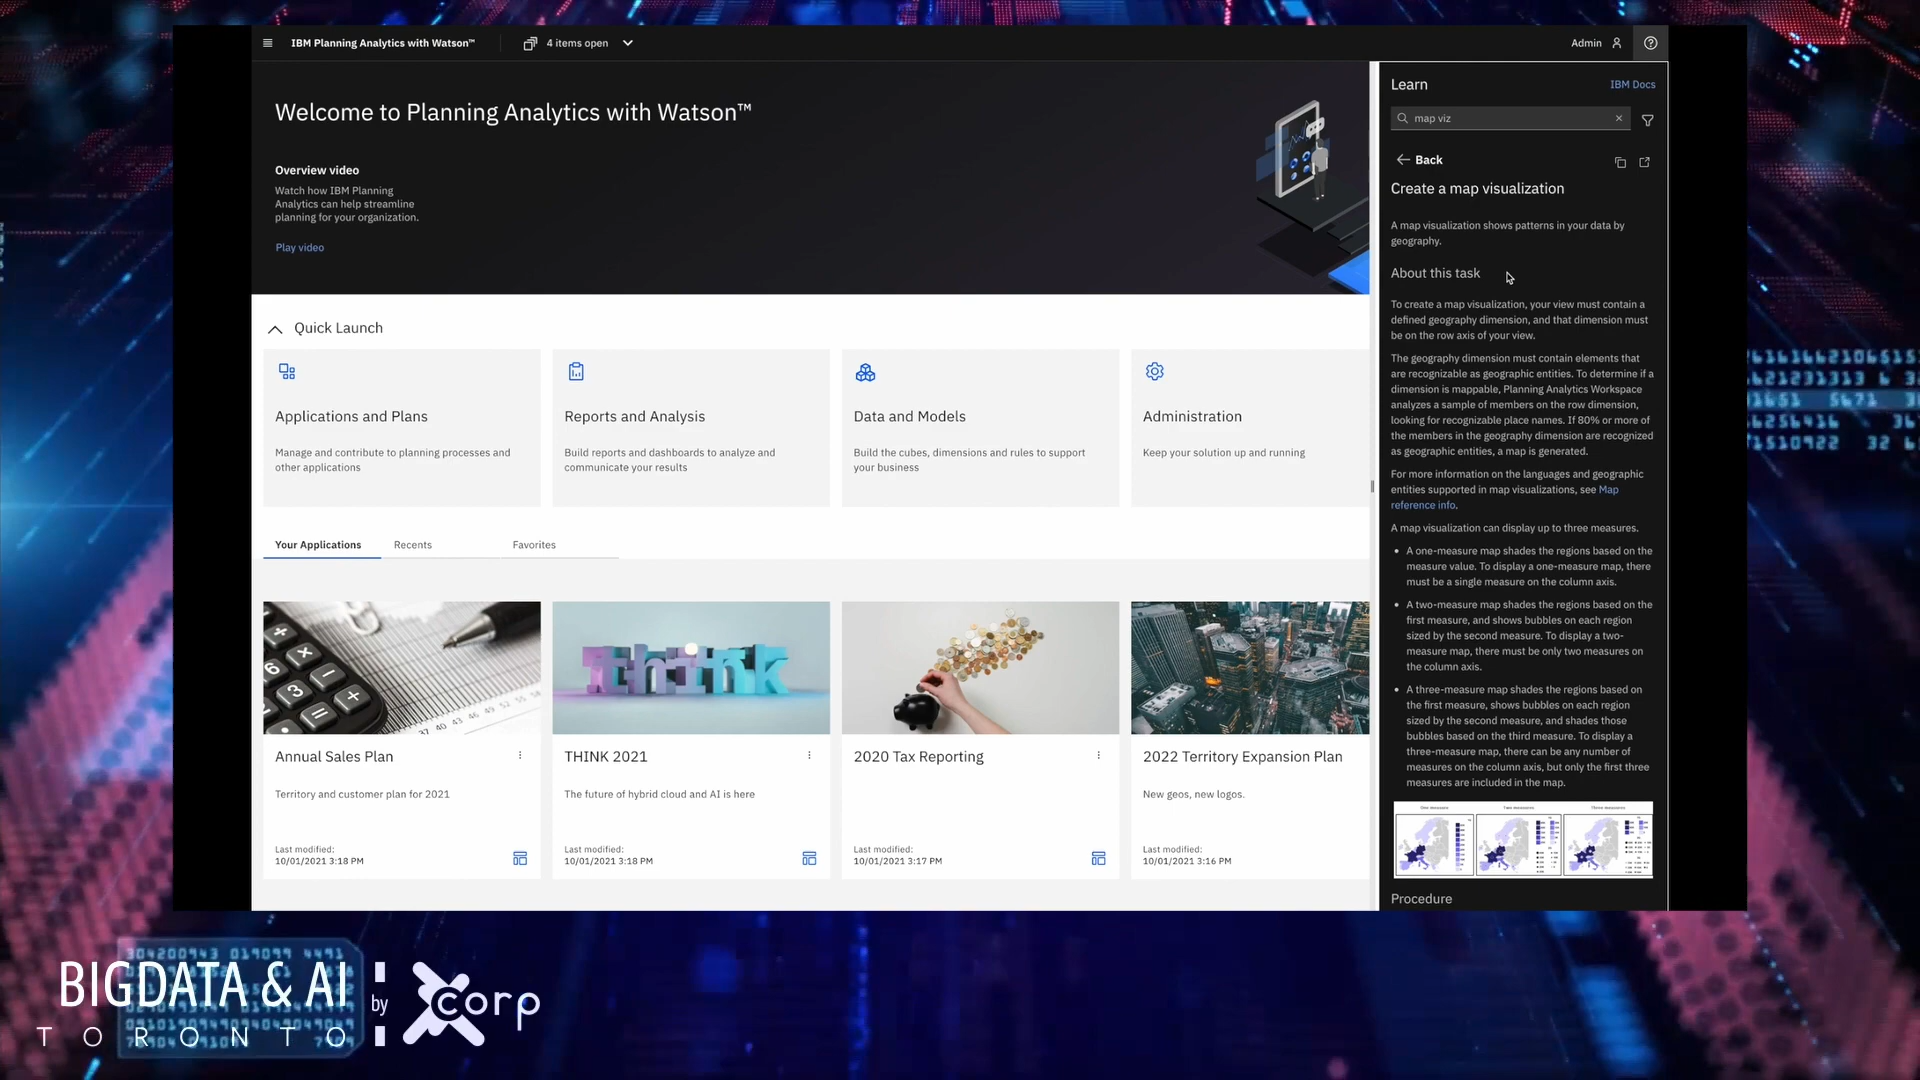 IBM Planning Analytics with Watson™
4 items open
Admin
Welcome to Planning Analytics with Watson™
Overview video
Watch how IBM Planning
Analytics can help streamline
planning for your organization.
Play video
Quick Launch
Applications and Plans
Manage and contribute to planning processes and
other applications
Reports and Analysis
Build reports and dashboards to analyze and
communicate your results
Data and Models
Build the cubes, dimensions and rules to support
your business
Administration
Keep your solution up and running
Your Applications
Recents
Favorites
think
Annual Sales Plan
Territory and customer plan for 2021
Last modified:
10/01/2021 3:18 PM
THINK 2021
The future of hybrid cloud and AI is here
Last modified:
10/01/2021 3:18 PM
2020 Tax Reporting
Last modified:
10/01/2021 3:17 PM
2022 Territory Expansion Plan
New geos, new logos.
Last modified:
10/01/2021 3:16 PM
Learn
IBM Docs
map viz
Back
Create a map visualization
A map visualization shows patterns in your data by
geography.
About this task
To create a map visualization, your view must contain a
defined geography dimension, and that dimension must
be on the row axis of your view.
The geography dimension must contain elements that
are recognizable as geographic entities. To determine if a
dimension is mappable, Planning Analytics Workspace
analyzes a sample of members on the row dimension,
looking for recognizable place names. If 80% or more of
the members in the geography dimension are recognized
as geographic entities, a map is generated.
For more information on the languages and geographic
entities supported in map visualizations, see Map
reference info.
A map visualization can display up to three measures.
• A one-measure map shades the regions based on the
measure value. To display a one-measure map, there
must be a single measure on the column axis.
• A two-measure map shades the regions based on the
first measure, and shows bubbles on each region
sized by the second measure. To display a two-
measure map, there must be only two measures on
the column axis.
• A three-measure map shades the regions based on
the first measure, shows bubbles on each region
sized by the second measure, and shades those
bubbles based on the third measure. To display a
three-measure map, there can be any number of
measures on the column axis, but only the first three
measures are included in the map.
One measure
Two measures
Three measures
Procedure
BIGDATA & AI
TORONTO
by
corp